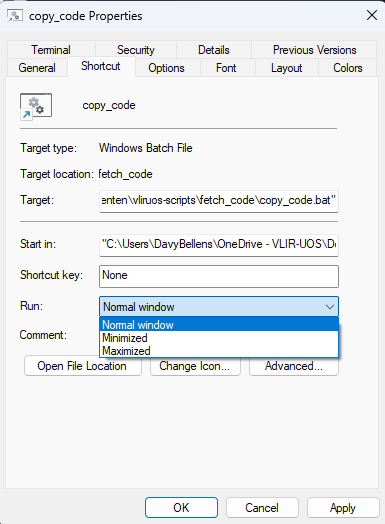 copy_code Properties
Terminal Security Details Previous Versions
General Shortcut Options Font Layout Colors
copy_code
Target type: Windows Batch File
Target location: fetch_code
Target: enten\vliruos-scripts\fetch_code\copy_code.bat"
Start in: "C:\Users\DavyBellens\OneDrive - VLIR-UOS\D
Shortcut key: None
Run: Normal window
Normal window
Comment: Minimized
Maximized
Open File Location Change Icon... Advanced...
OK Cancel Apply